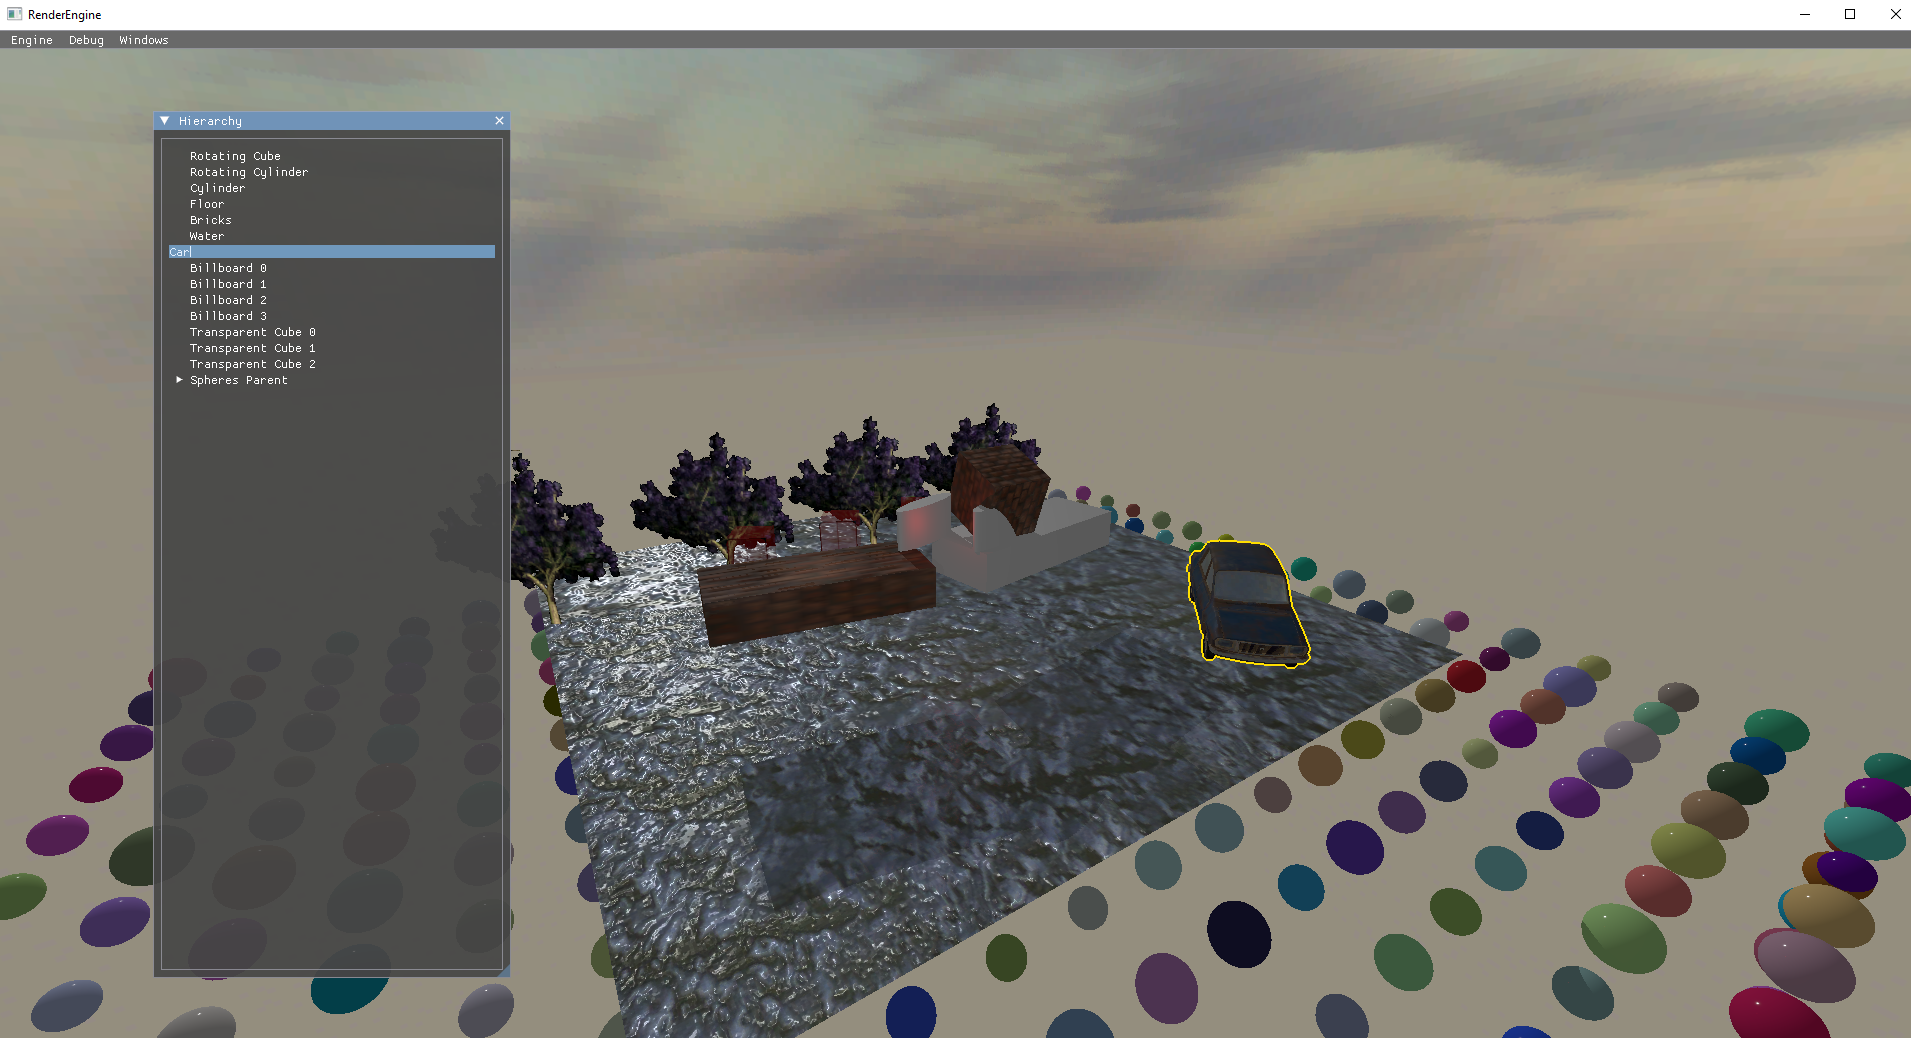 RenderEngine
Engine Debug Windows
Hierarchy
Rotating Cube
Rotating Cylinder
Cylinder
Floor
Bricks
Water
Car
Billboard 0
Billboard 1
Billboard 2
Billboard 3
Transparent Cube 0
Transparent Cube 1
Transparent Cube 2
Spheres Parent